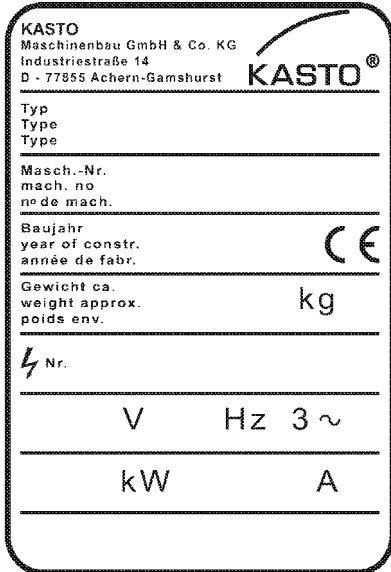 KASTO
Maschinenbau GmbH & Co. KG
Industriestraße 14
D - 77855 Achern-Gamshurst
KASTO®
Typ
Type
Type
Masch.-Nr.
mach. no
nº de mach.
Baujahr
year of constr.
année de fabr.
CE
Gewicht ca.
weight approx.
poids env.
kg
Nr.
V Hz 3 ~
kW A